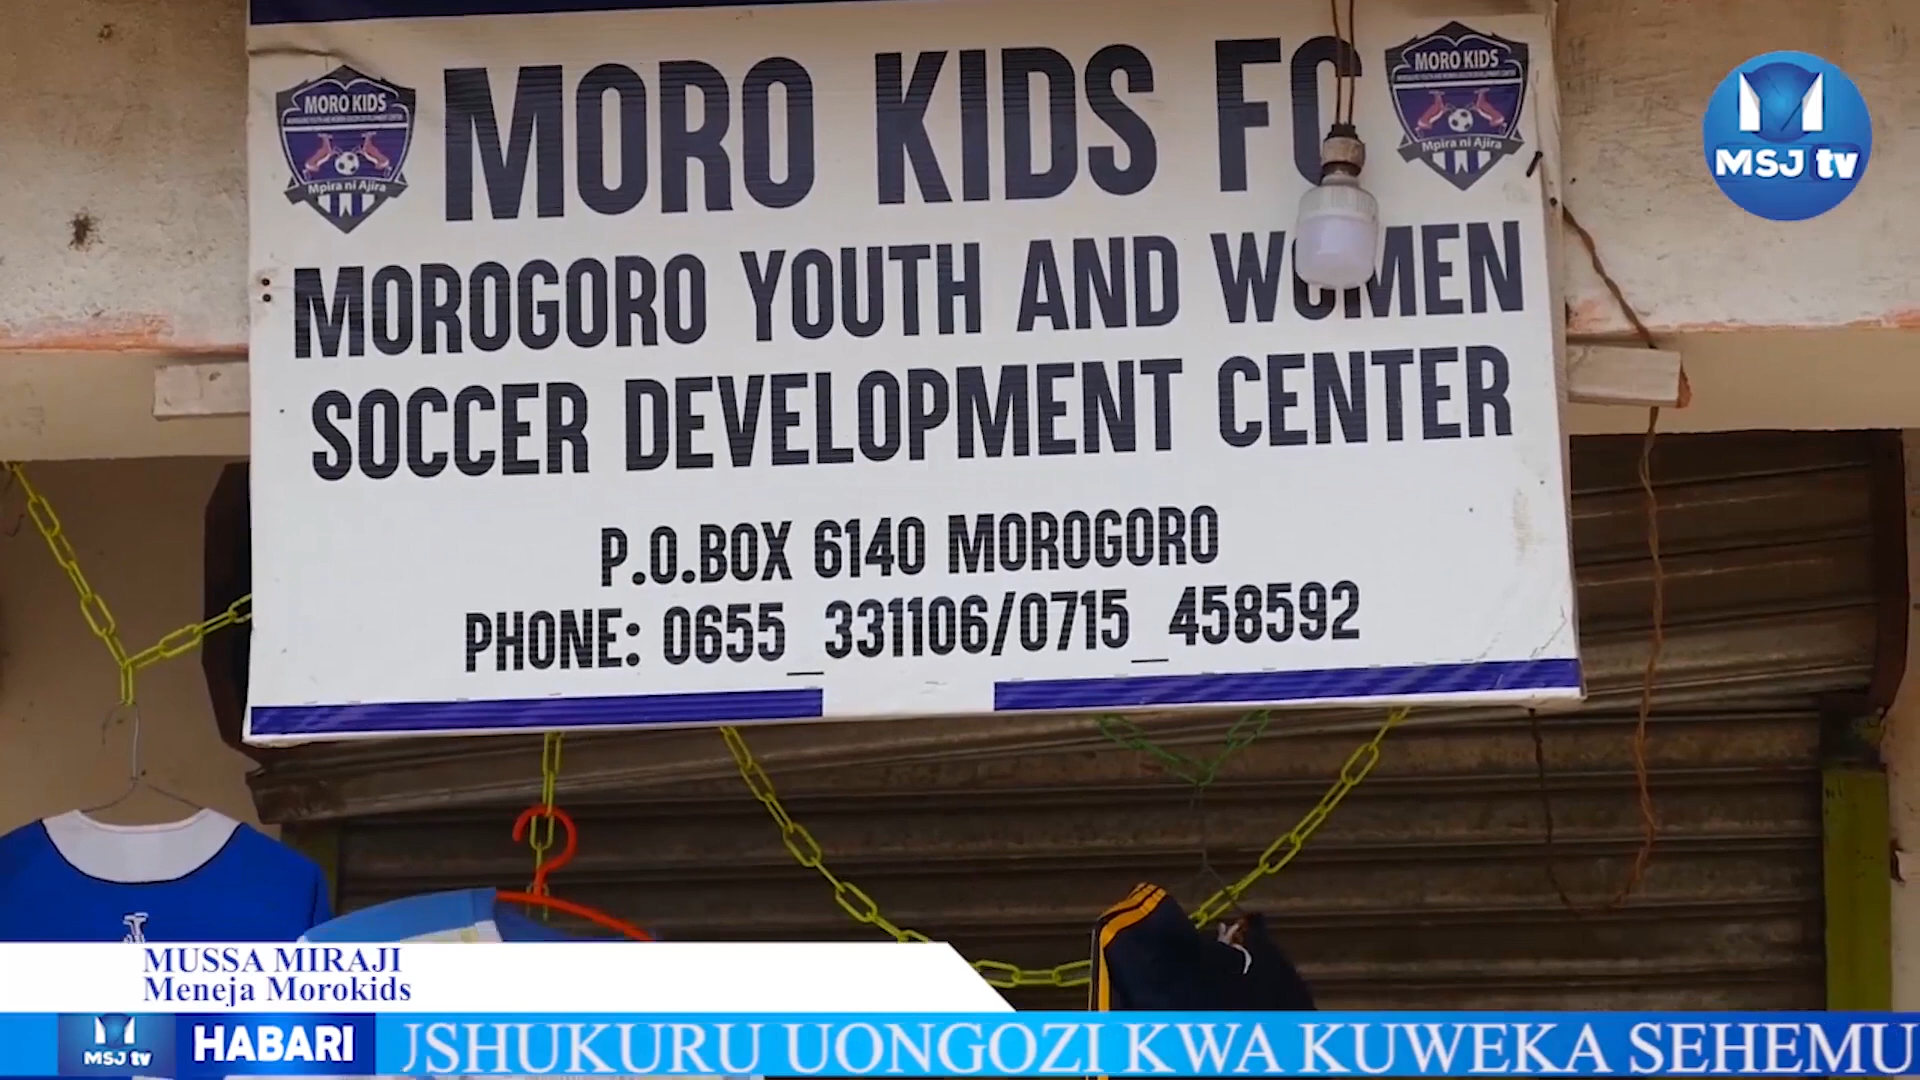 MORO KIDS FC
MORO KIDS
Mpira ni Ajira
MORO KIDS
Mpira ni Ajira
MOROGORO YOUTH AND WOMEN
SOCCER DEVELOPMENT CENTER
P.O.BOX 6140 MOROGORO
PHONE: 0655_331106/0715_458592
MSJ tv
MUSSA MIRAJI
Meneja Morokids
MSJ tv
HABARI
USHUKURU UONGOZI KWA KUWEKA SEHEMU